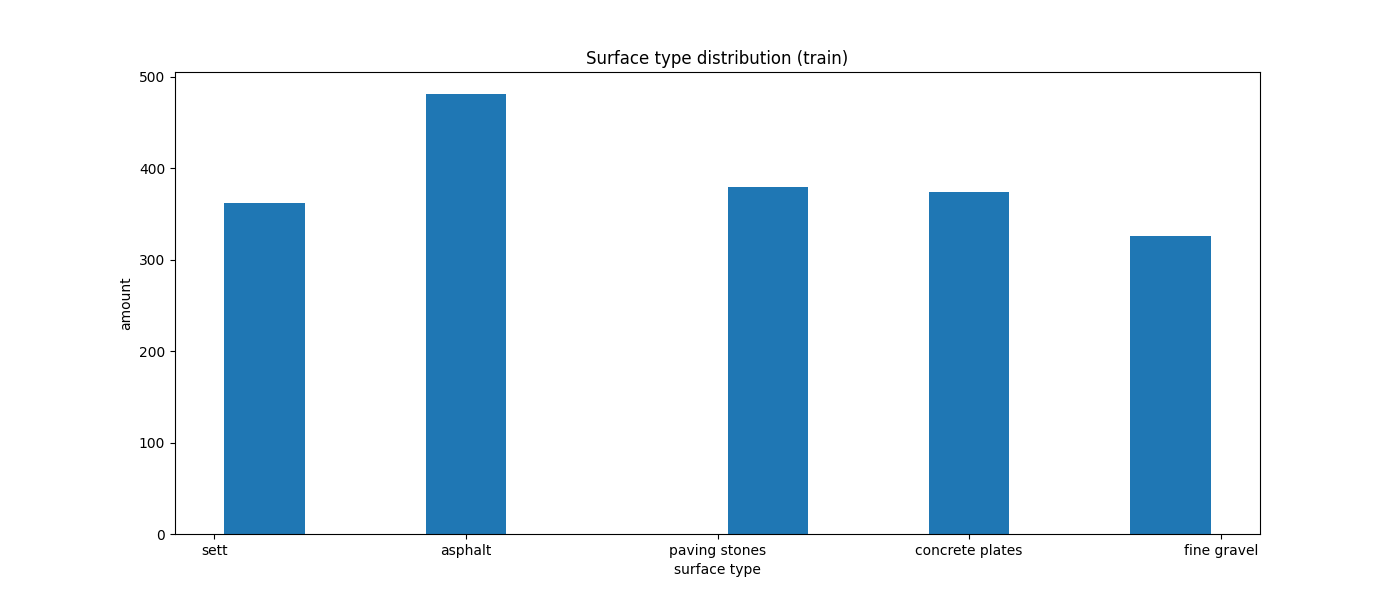 Surface type distribution (train)
500
400
300
200
100
0
amount
sett asphalt paving stones concrete plates fine gravel
surface type